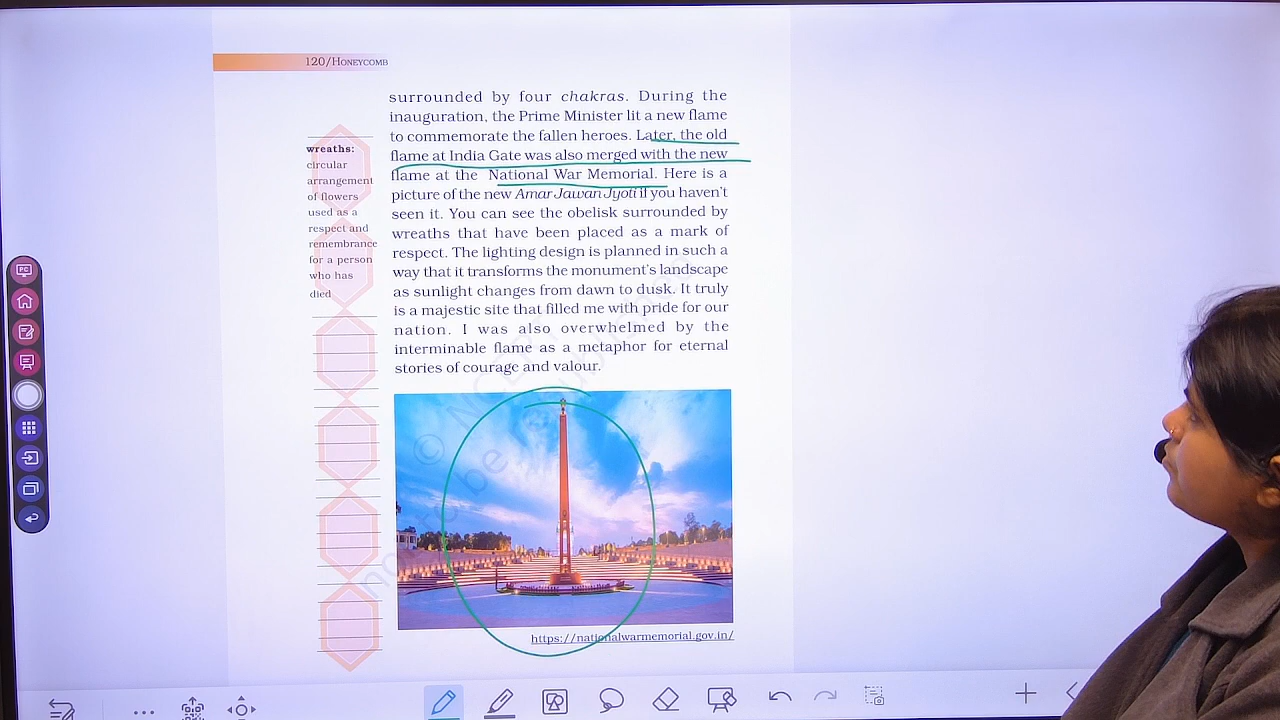 120/HONEYCOMB
surrounded by four chakras. During the
inauguration, the Prime Minister lit a new flame
to commemorate the fallen heroes. Later, the old
flame at India Gate was also merged with the new
flame at the National War Memorial. Here is a
picture of the new Amar Jawan Jyoti if you haven't
seen it. You can see the obelisk surrounded by
wreaths that have been placed as a mark of
respect. The lighting design is planned in such a
way that it transforms the monument's landscape
as sunlight changes from dawn to dusk. It truly
is a majestic site that filled me with pride for our
nation. I was also overwhelmed by the
interminable flame as a metaphor for eternal
stories of courage and valour.
wreaths:
circular
arrangement
of flowers
used as a
respect and
remembrance
for a person
who has
died
https://nationalwarmemorial.gov.in/
PC